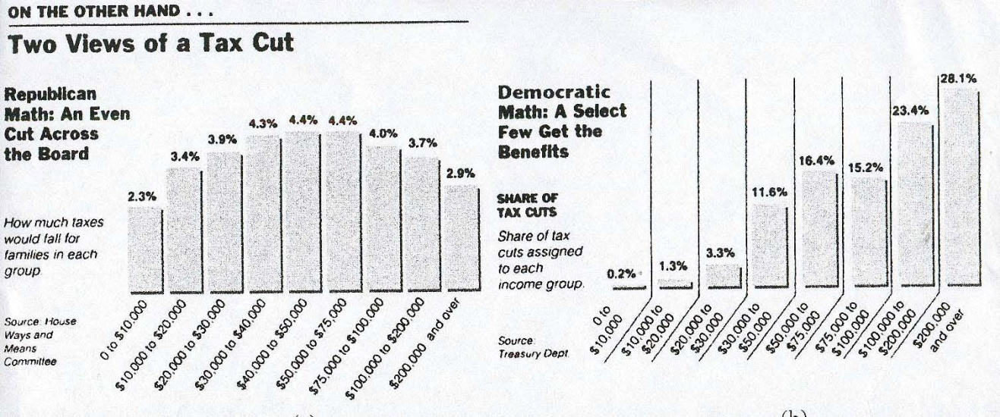 ON THE OTHER HAND . . .
Two Views of a Tax Cut
Republican
Math: An Even
Cut Across
the Board
How much taxes
would fall for
families in each
group.
Source: House
Ways and
Means
Committee
2.3%
3.4%
3.9%
4.3%
4.4%
4.4%
4.0%
3.7%
2.9%
0 to $10,000
$10,000 to $20,000
$20,000 to $30,000
$30,000 to $40,000
$40,000 to $50,000
$50,000 to $75,000
$75,000 to $100,000
$100,000 to $200,000
$200,000 and over
Democratic
Math: A Select
Few Get the
Benefits
SHARE OF
TAX CUTS
Share of tax
cuts assigned
to each
income group.
Source:
Treasury Dept.
0.2%
1.3%
3.3%
11.6%
16.4%
15.2%
23.4%
28.1%
0 to
$10,000
$10,000 to
$20,000
$20,000 to
$30,000
$30,000 to
$50,000
$50,000 to
$75,000
$75,000 to
$100,000
$100,000 to
$200,000
$200,000
and over
(b)